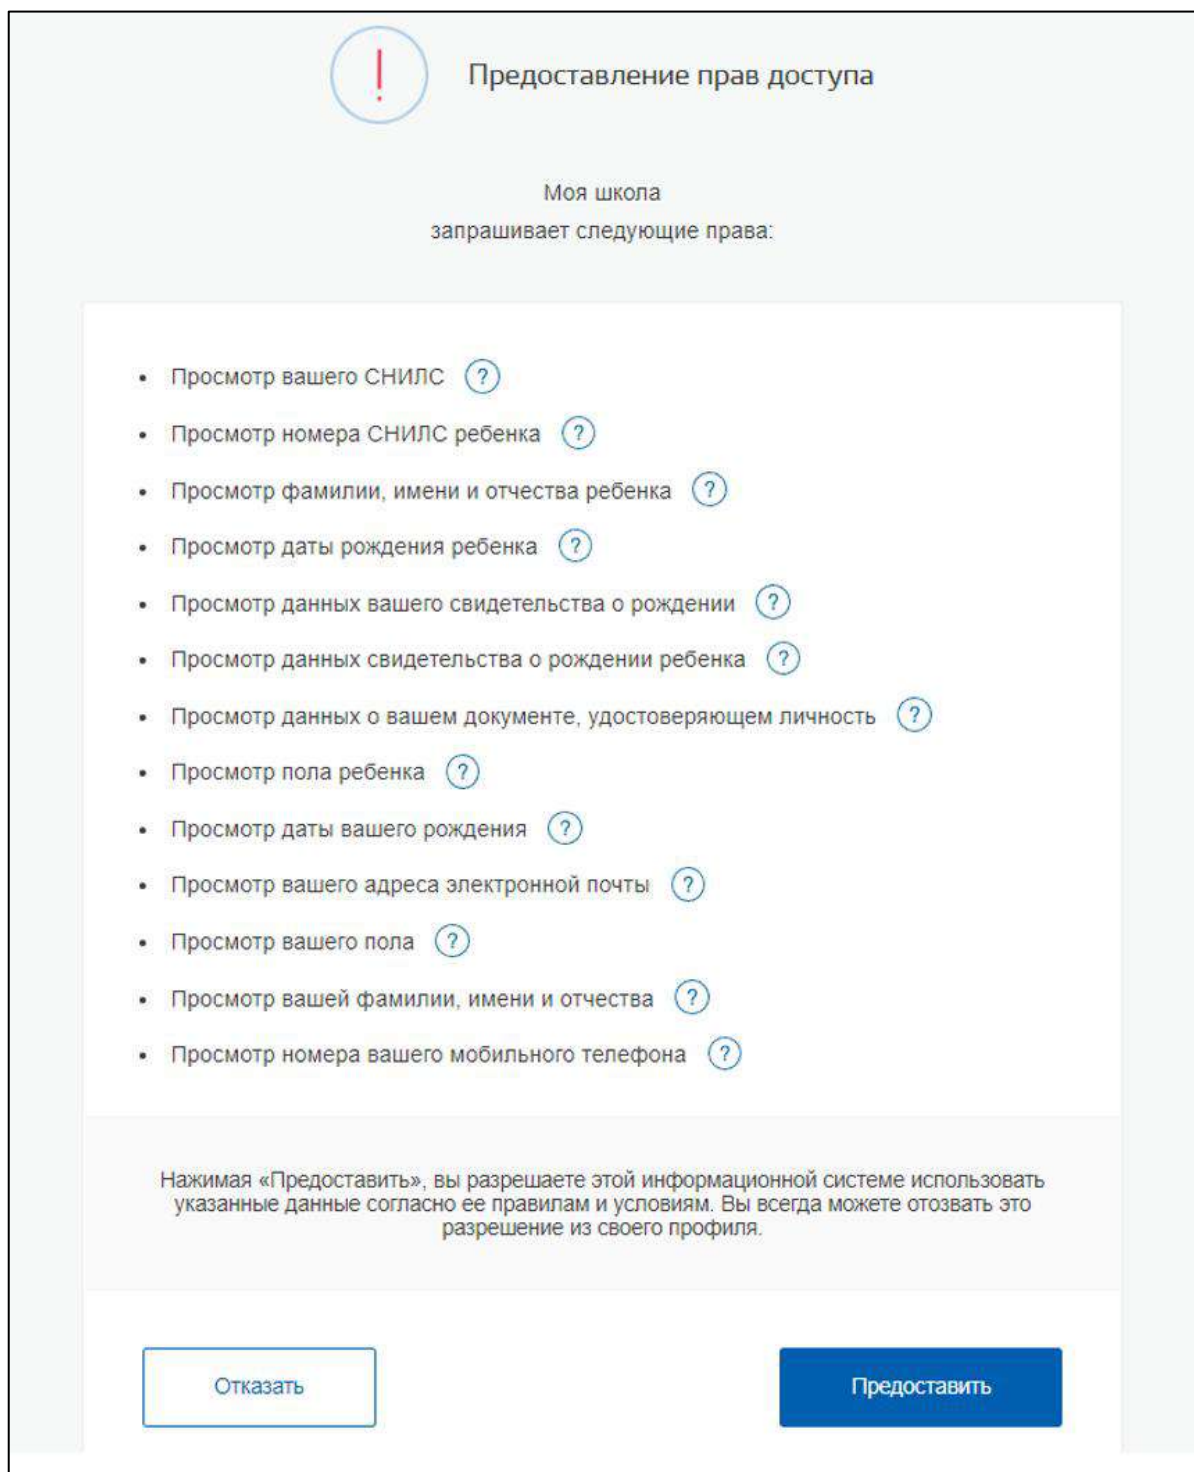 Предоставление прав доступа
Моя школа
запрашивает следующие права:
• Просмотр вашего СНИЛС ?
• Просмотр номера СНИЛС ребенка ?
• Просмотр фамилии, имени и отчества ребенка ?
• Просмотр даты рождения ребенка ?
• Просмотр данных вашего свидетельства о рождении ?
• Просмотр данных свидетельства о рождении ребенка ?
• Просмотр данных о вашем документе, удостоверяющем личность ?
• Просмотр пола ребенка ?
• Просмотр даты вашего рождения ?
• Просмотр вашего адреса электронной почты ?
• Просмотр вашего пола ?
• Просмотр вашей фамилии, имени и отчества ?
• Просмотр номера вашего мобильного телефона ?
Нажимая «Предоставить», вы разрешаете этой информационной системе использовать
указанные данные согласно ее правилам и условиям. Вы всегда можете отозвать это
разрешение из своего профиля.
Отказать
Предоставить